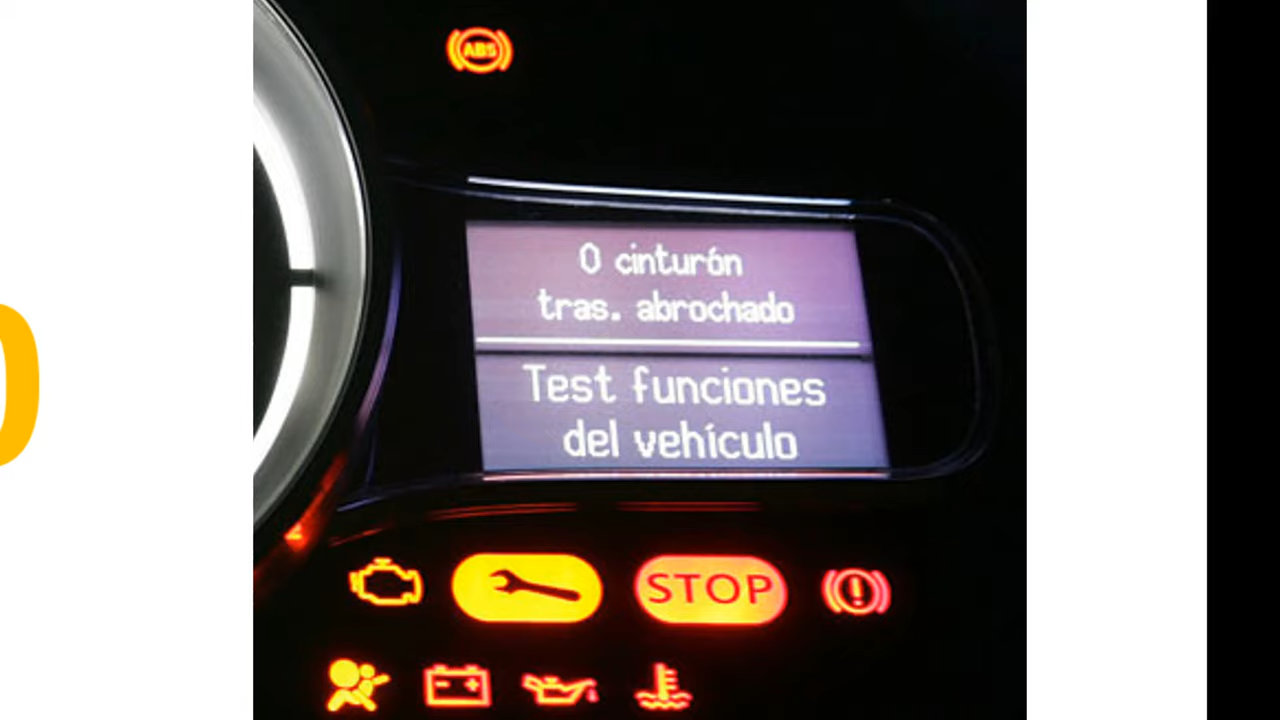 ABS
0 cinturón
tras. abrochado
Test funciones
del vehículo
STOP